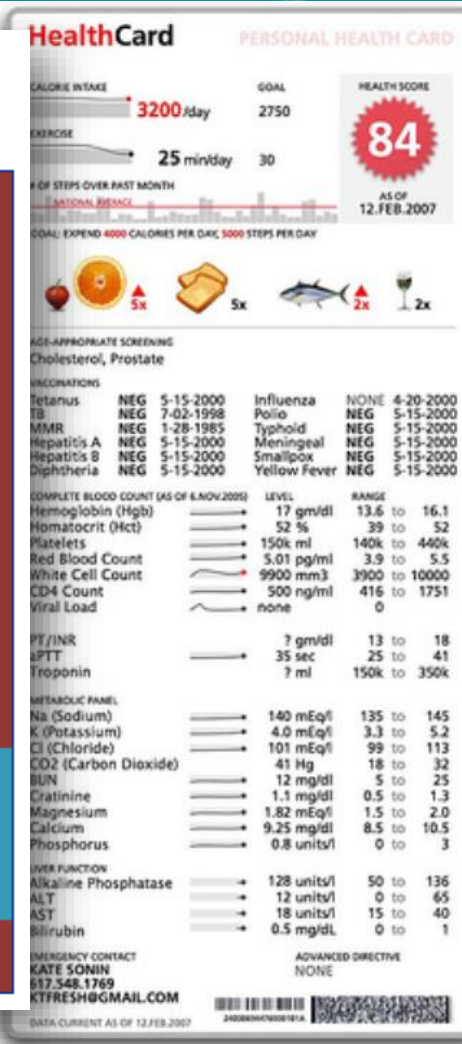 HealthCard PERSONAL HEALTH CARD
CALORIE INTAKE GOAL HEALTH SCORE
3200 /day 2750
84
EXERCISE
25 min/day 30
# OF STEPS OVER PAST MONTH
NATIONAL AVERAGE
AS OF
12.FEB.2007
GOAL: EXPEND 4000 CALORIES PER DAY, 5000 STEPS PER DAY
5x 5x 2x 2x
AGE-APPROPRIATE SCREENING
Cholesterol, Prostate
VACCINATIONS
Tetanus NEG 5-15-2000 Influenza NONE 4-20-2000
TB NEG 7-02-1998 Polio NEG 5-15-2000
MMR NEG 1-28-1985 Typhoid NEG 5-15-2000
Hepatitis A NEG 5-15-2000 Meningeal NEG 5-15-2000
Hepatitis B NEG 5-15-2000 Smallpox NEG 5-15-2000
Diphtheria NEG 5-15-2000 Yellow Fever NEG 5-15-2000
COMPLETE BLOOD COUNT (AS OF 6.NOV.2005) LEVEL RANGE
Hemoglobin (Hgb) 17 gm/dl 13.6 to 16.1
Homatocrit (Hct) 52 % 39 to 52
Platelets 150k ml 140k to 440k
Red Blood Count 5.01 pg/ml 3.9 to 5.5
White Cell Count 9900 mm3 3900 to 10000
CD4 Count 500 ng/ml 416 to 1751
Viral Load none 0
PT/INR ? gm/dl 13 to 18
aPTT 35 sec 25 to 41
Troponin ? ml 150k to 350k
METABOLIC PANEL
Na (Sodium) 140 mEq/l 135 to 145
K (Potassium) 4.0 mEq/l 3.3 to 5.2
Cl (Chloride) 101 mEq/l 99 to 113
CO2 (Carbon Dioxide) 41 Hg 18 to 32
BUN 12 mg/dl 5 to 25
Cratinine 1.1 mg/dl 0.5 to 1.3
Magnesium 1.82 mEq/l 1.5 to 2.0
Calcium 9.25 mg/dl 8.5 to 10.5
Phosphorus 0.8 units/l 0 to 3
LIVER FUNCTION
Alkaline Phosphatase 128 units/l 50 to 136
ALT 12 units/l 0 to 65
AST 18 units/l 15 to 40
Bilirubin 0.5 mg/dL 0 to 1
EMERGENCY CONTACT ADVANCED DIRECTIVE
KATE SONIN NONE
617.548.1769
KTFRESH@GMAIL.COM
DATA CURRENT AS OF 12.FEB.2007